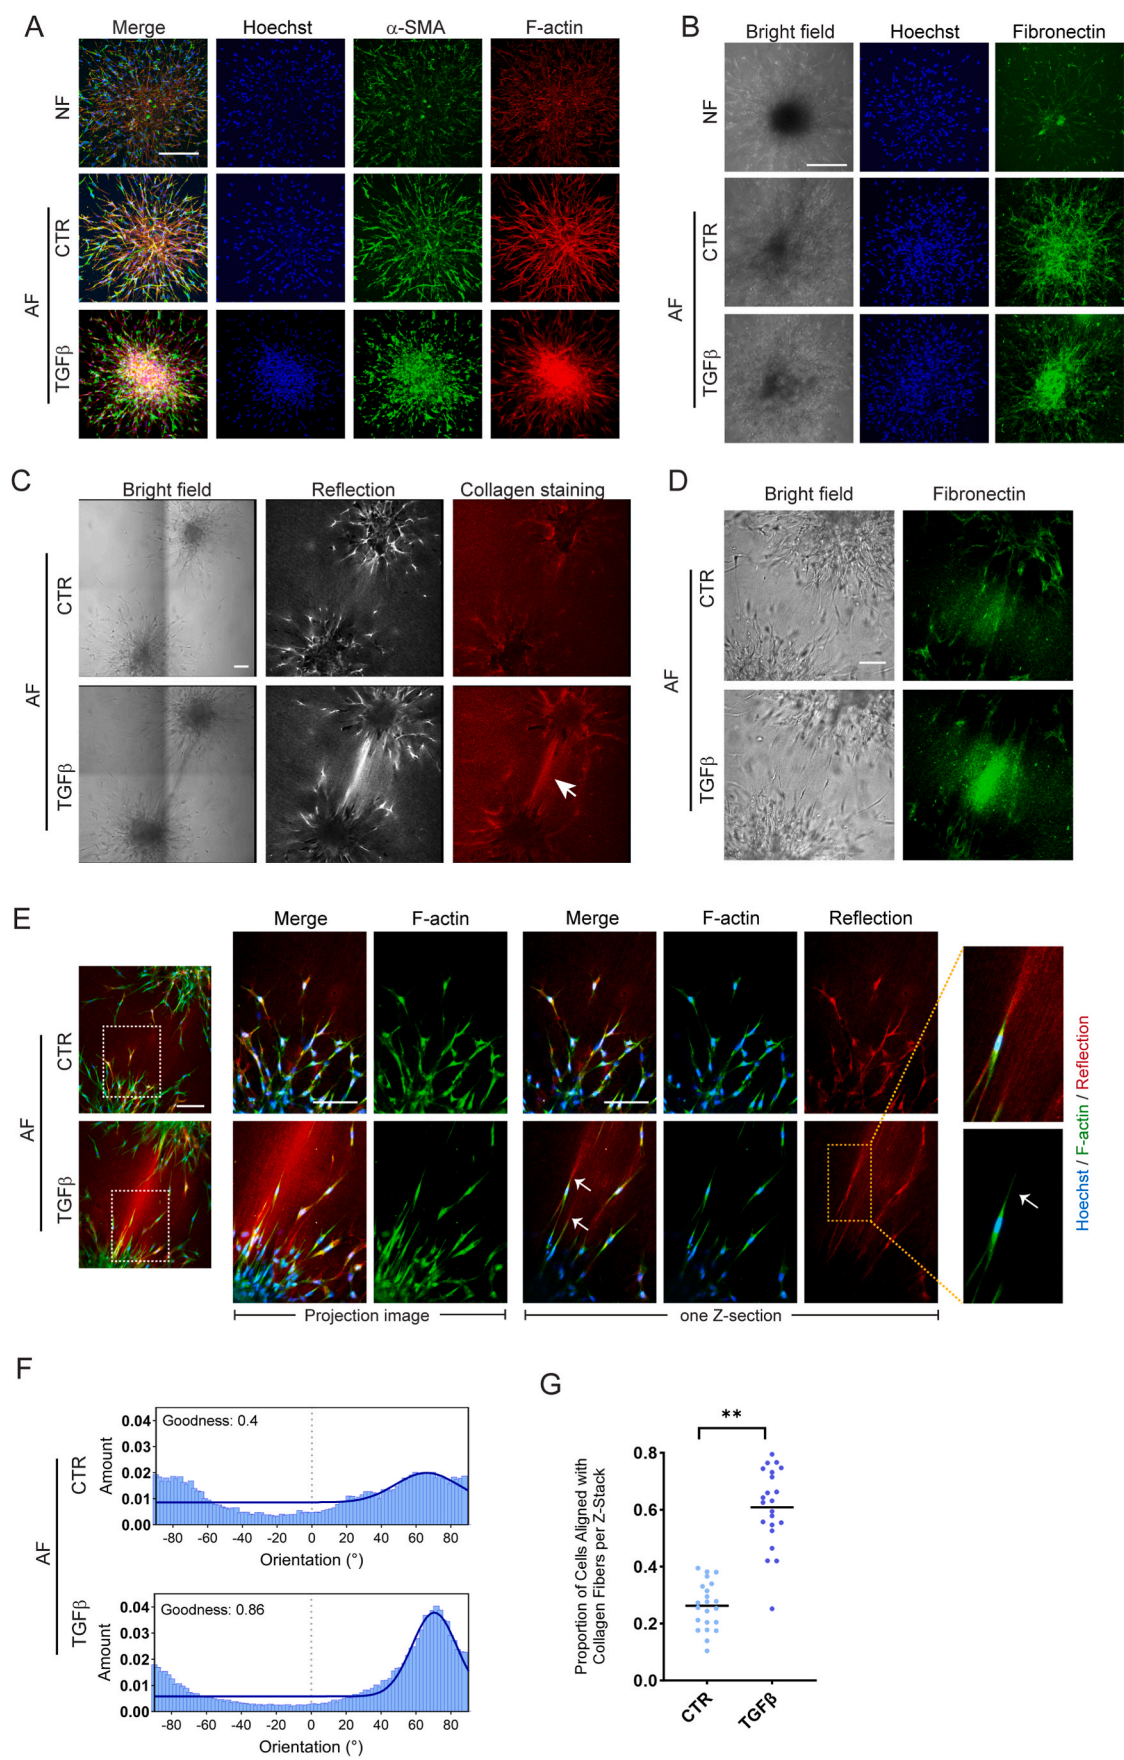 A
Merge Hoechst α-SMA F-actin
NF
AF
CTR
TGFβ
B
Bright field Hoechst Fibronectin
NF
AF
CTR
TGFβ
C
Bright field Reflection Collagen staining
AF
CTR
TGFβ
D
Bright field Fibronectin
AF
CTR
TGFβ
E
Merge F-actin Merge F-actin Reflection
AF
CTR
TGFβ
Projection image
one Z-section
Hoechst / F-actin / Reflection
F
AF
CTR
Goodness: 0.4
Amount
0.04
0.03
0.02
0.01
0.00
-80 -60 -40 -20 0 20 40 60 80
Orientation (°)
TGFβ
Goodness: 0.86
Amount
0.04
0.03
0.02
0.01
0.00
-80 -60 -40 -20 0 20 40 60 80
Orientation (°)
G
**
Proportion of Cells Aligned with
Collagen Fibers per Z-Stack
0.8
0.6
0.4
0.2
0.0
CTR
TGFβ